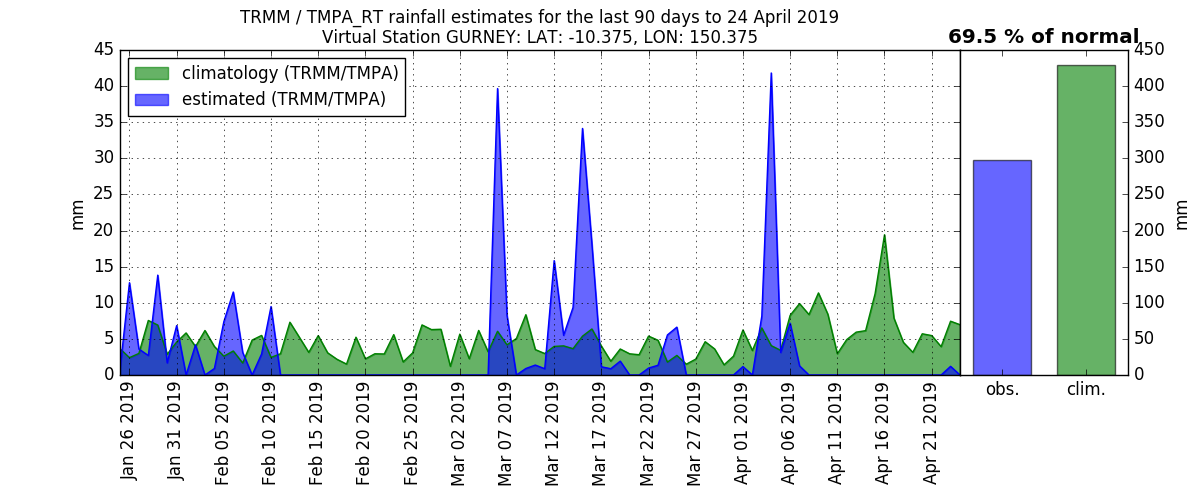 TRMM / TMPA_RT rainfall estimates for the last 90 days to 24 April 2019
Virtual Station GURNEY: LAT: -10.375, LON: 150.375
69.5 % of normal
climatology (TRMM/TMPA)
estimated (TRMM/TMPA)
mm
45
40
35
30
25
20
15
10
5
0
Jan 26 2019
Jan 31 2019
Feb 05 2019
Feb 10 2019
Feb 15 2019
Feb 20 2019
Feb 25 2019
Mar 02 2019
Mar 07 2019
Mar 12 2019
Mar 17 2019
Mar 22 2019
Mar 27 2019
Apr 01 2019
Apr 06 2019
Apr 11 2019
Apr 16 2019
Apr 21 2019
obs.
clim.
450
400
350
300
250
200
150
100
50
0
mm